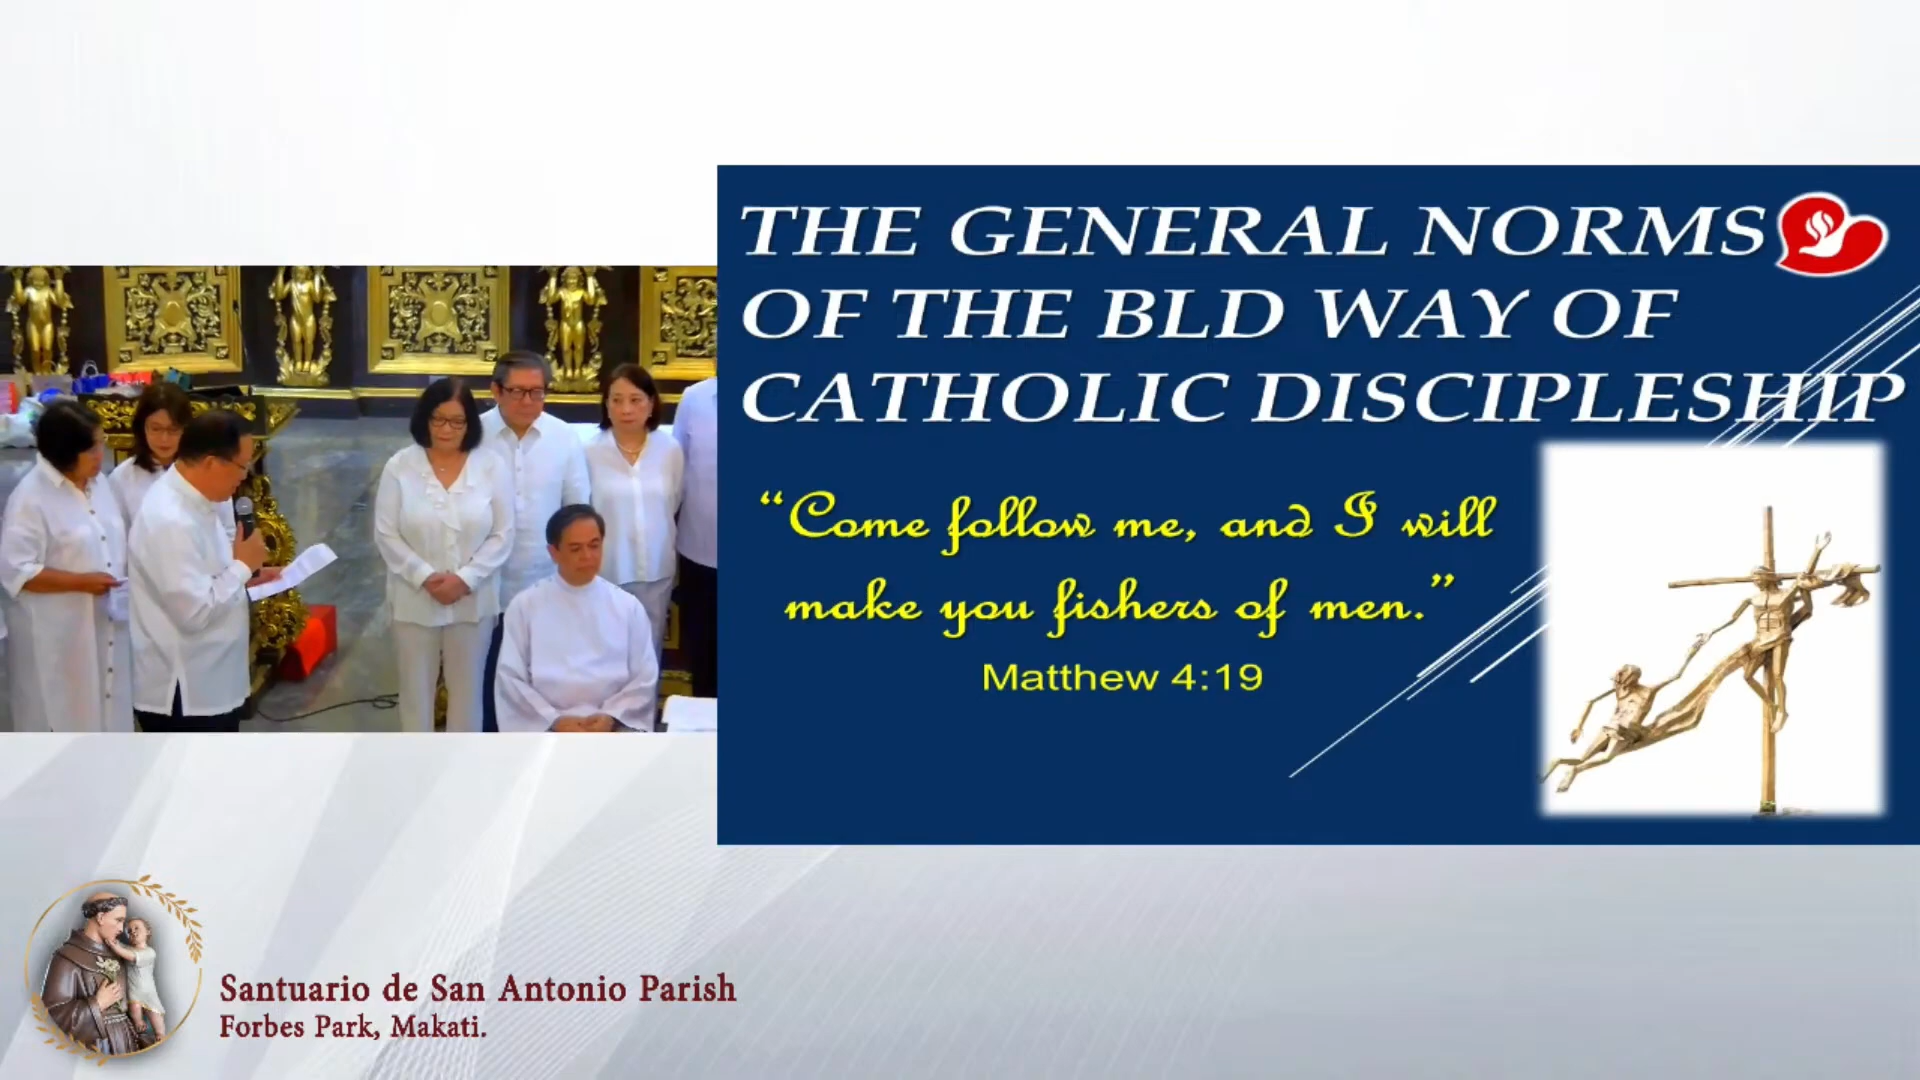 THE GENERAL NORMS
OF THE BLD WAY OF
CATHOLIC DISCIPLESHIP
“Come follow me, and I will
make you fishers of men.”
Matthew 4:19
Santuario de San Antonio Parish
Forbes Park, Makati.